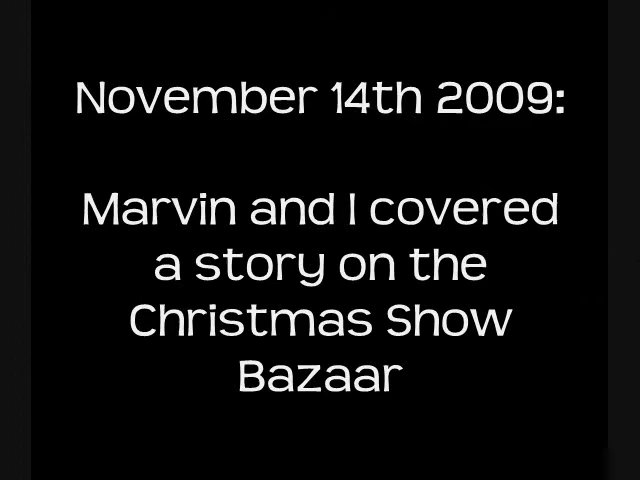 November 14th 2009:
Marvin and I covered
a story on the
Christmas Show
Bazaar